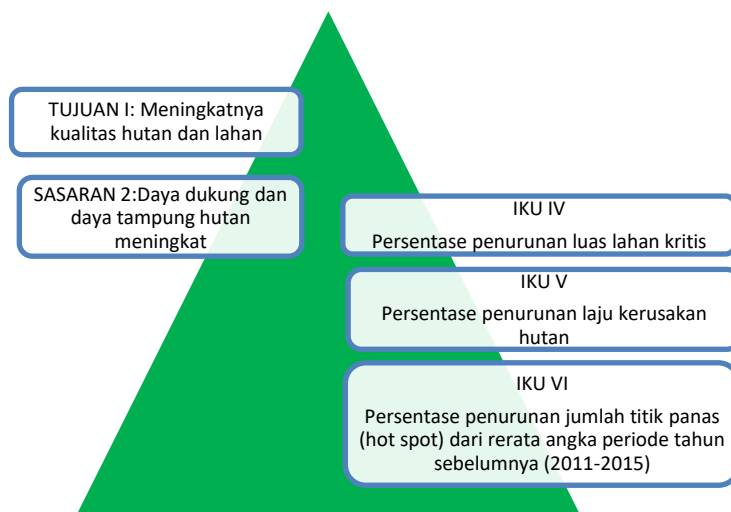 TUJUAN I: Meningkatnya
kualitas hutan dan lahan
SASARAN 2:Daya dukung dan
daya tampung hutan
meningkat
IKU IV
Persentase penurunan luas lahan kritis
IKU V
Persentase penurunan laju kerusakan
hutan
IKU VI
Persentase penurunan jumlah titik panas
(hot spot) dari rerata angka periode tahun
sebelumnya (2011-2015)